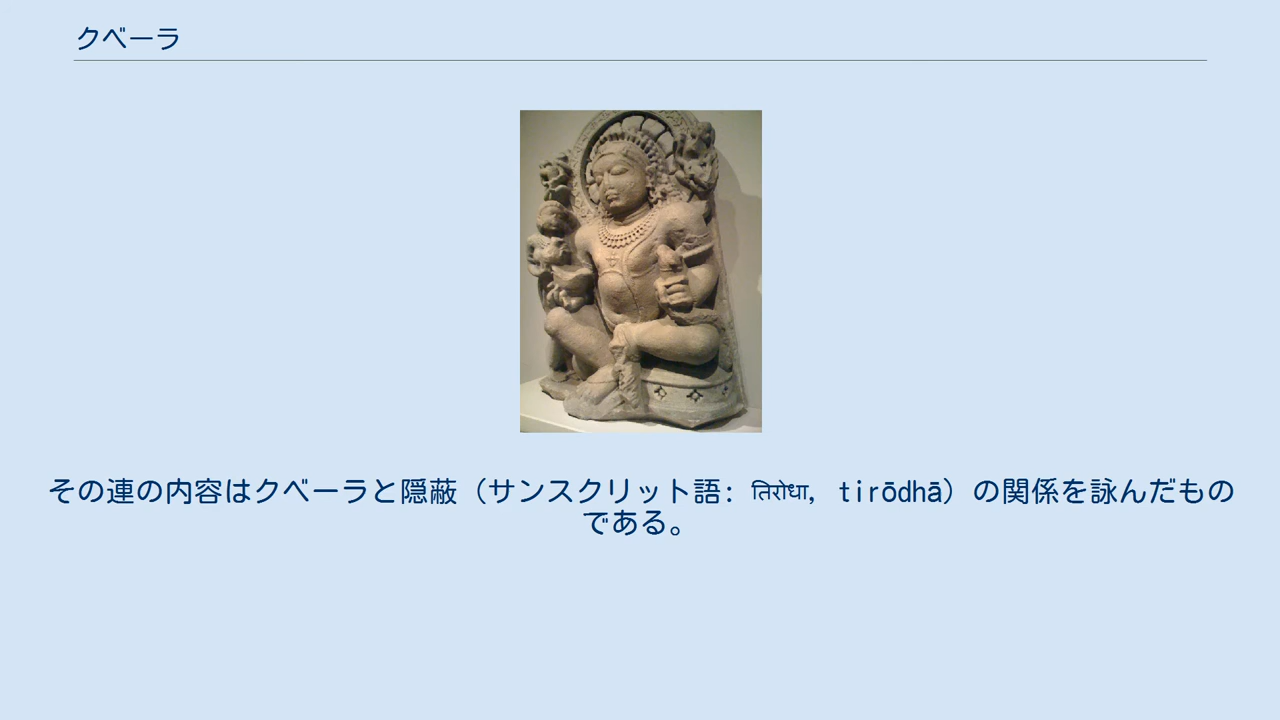 クベーラ
その連の内容はクベーラと隠蔽（サンスクリット語: तिरोधा, tirōdhā）の関係を詠んだもの
である。